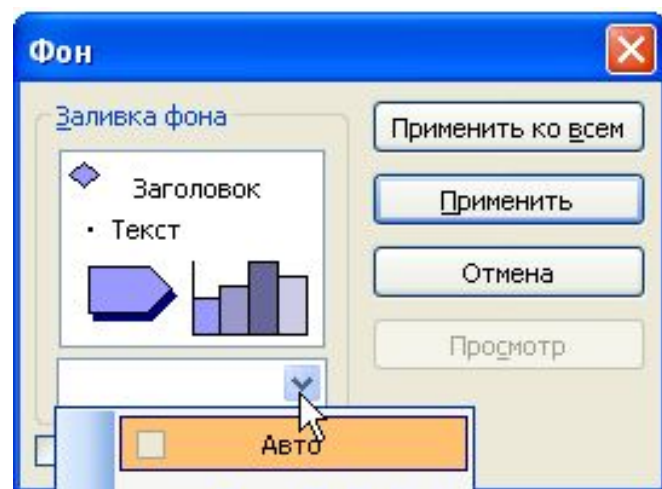 Фон
Заливка фона
Заголовок
· Текст
Применить ко всем
Применить
Отмена
Просмотр
Авто